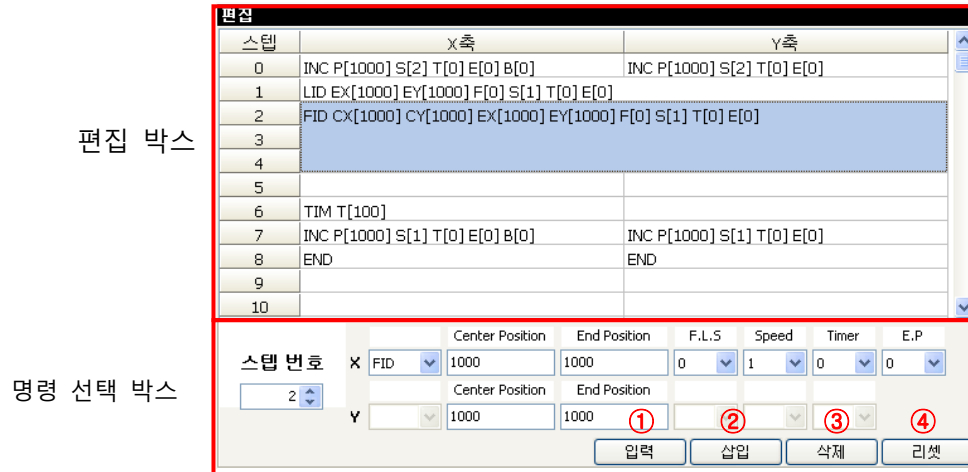 편집
스텝 X축 Y축
0 INC P[1000] S[2] T[0] E[0] B[0] INC P[1000] S[2] T[0] E[0]
1 LID EX[1000] EY[1000] F[0] S[1] T[0] E[0]
2 FID CX[1000] CY[1000] EX[1000] EY[1000] F[0] S[1] T[0] E[0]
편집 박스
3
4
5
6 TIM T[100]
7 INC P[1000] S[1] T[0] E[0] B[0] INC P[1000] S[1] T[0] E[0]
8 END END
9
10
Center Position End Position F.L.S Speed Timer E.P
스텝 번호 X FID 1000 1000 0 1 0 0
명령 선택 박스
2 Center Position End Position
Y 1000 1000 ① ② ③ ④
입력 삽입 삭제 리셋